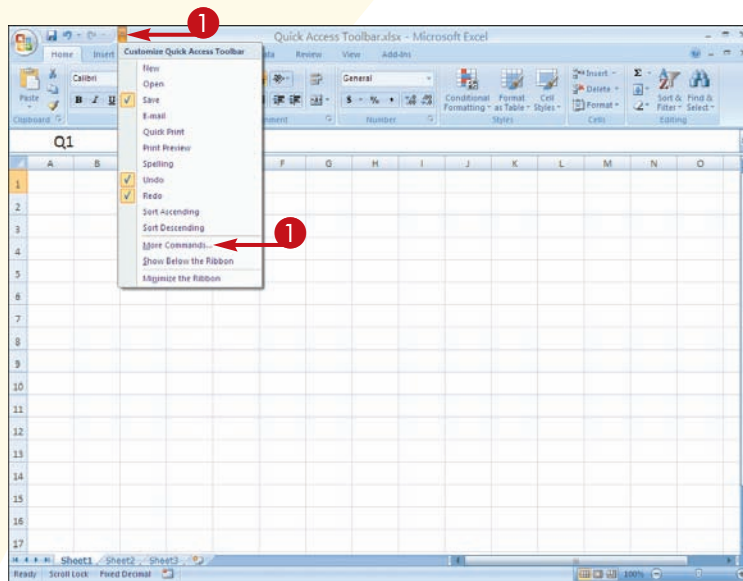 1
Quick Access Toolbar.xlsx - Microsoft Excel
Home Insert ata Review View Add-Ins
Customize Quick Access Toolbar
New
Open
Save
E-mail
Quick Print
Print Preview
Spelling
Undo
Redo
Sort Ascending
Sort Descending
More Commands...
1
Show Below the Ribbon
Minimize the Ribbon
Paste
Clipboard
Calibri
B I U
nment
General
$ - % ,
Number
Conditional Formatting
Format as Table
Cell Styles
Styles
Insert
Delete
Format
Cells
Σ
Sort & Filter
Find & Select
Editing
Q1
A B F G H I J K L M N O
1
2
3
4
5
6
7
8
9
10
11
12
13
14
15
16
17
Sheet1 Sheet2 Sheet3
Ready Scroll Lock Fixed Decimal 100%